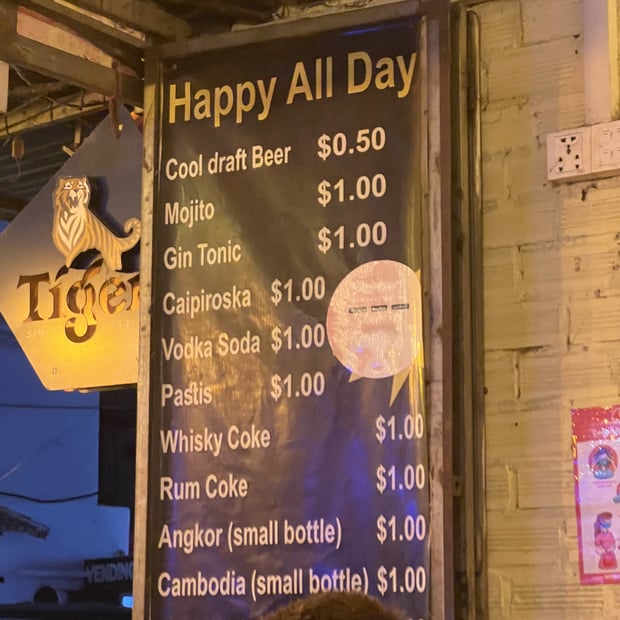 Happy All Day
Cool draft Beer $0.50
Mojito $1.00
Gin Tonic $1.00
Caipiroska $1.00
Vodka Soda $1.00
Pastis $1.00
Whisky Coke $1.00
Rum Coke $1.00
Angkor (small bottle) $1.00
Cambodia (small bottle) $1.00
Tiger
VENDING